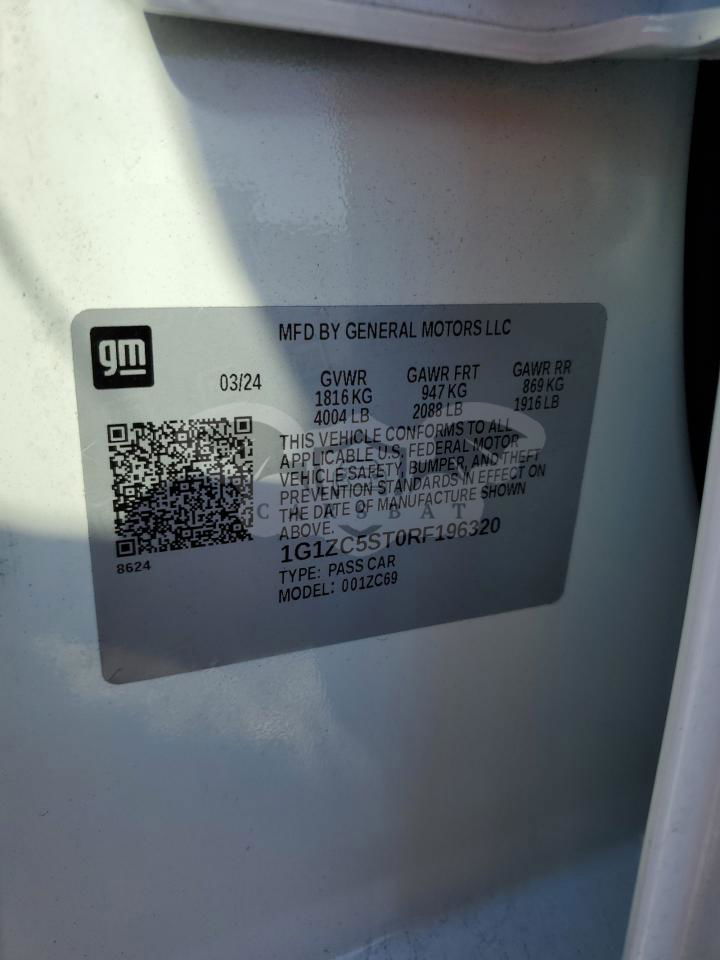 MFD BY GENERAL MOTORS LLC
gm
03/24
GVWR
1816 KG
4004 LB
GAWR FRT
947 KG
2088 LB
GAWR RR
869 KG
1916 LB
THIS VEHICLE CONFORMS TO ALL
APPLICABLE U.S. FEDERAL MOTOR
VEHICLE SAFETY, BUMPER, AND THEFT
PREVENTION STANDARDS IN EFFECT ON
THE DATE OF MANUFACTURE SHOWN
ABOVE.
1G1ZC5ST0RF196320
TYPE: PASS CAR
MODEL: 001ZC69
8624